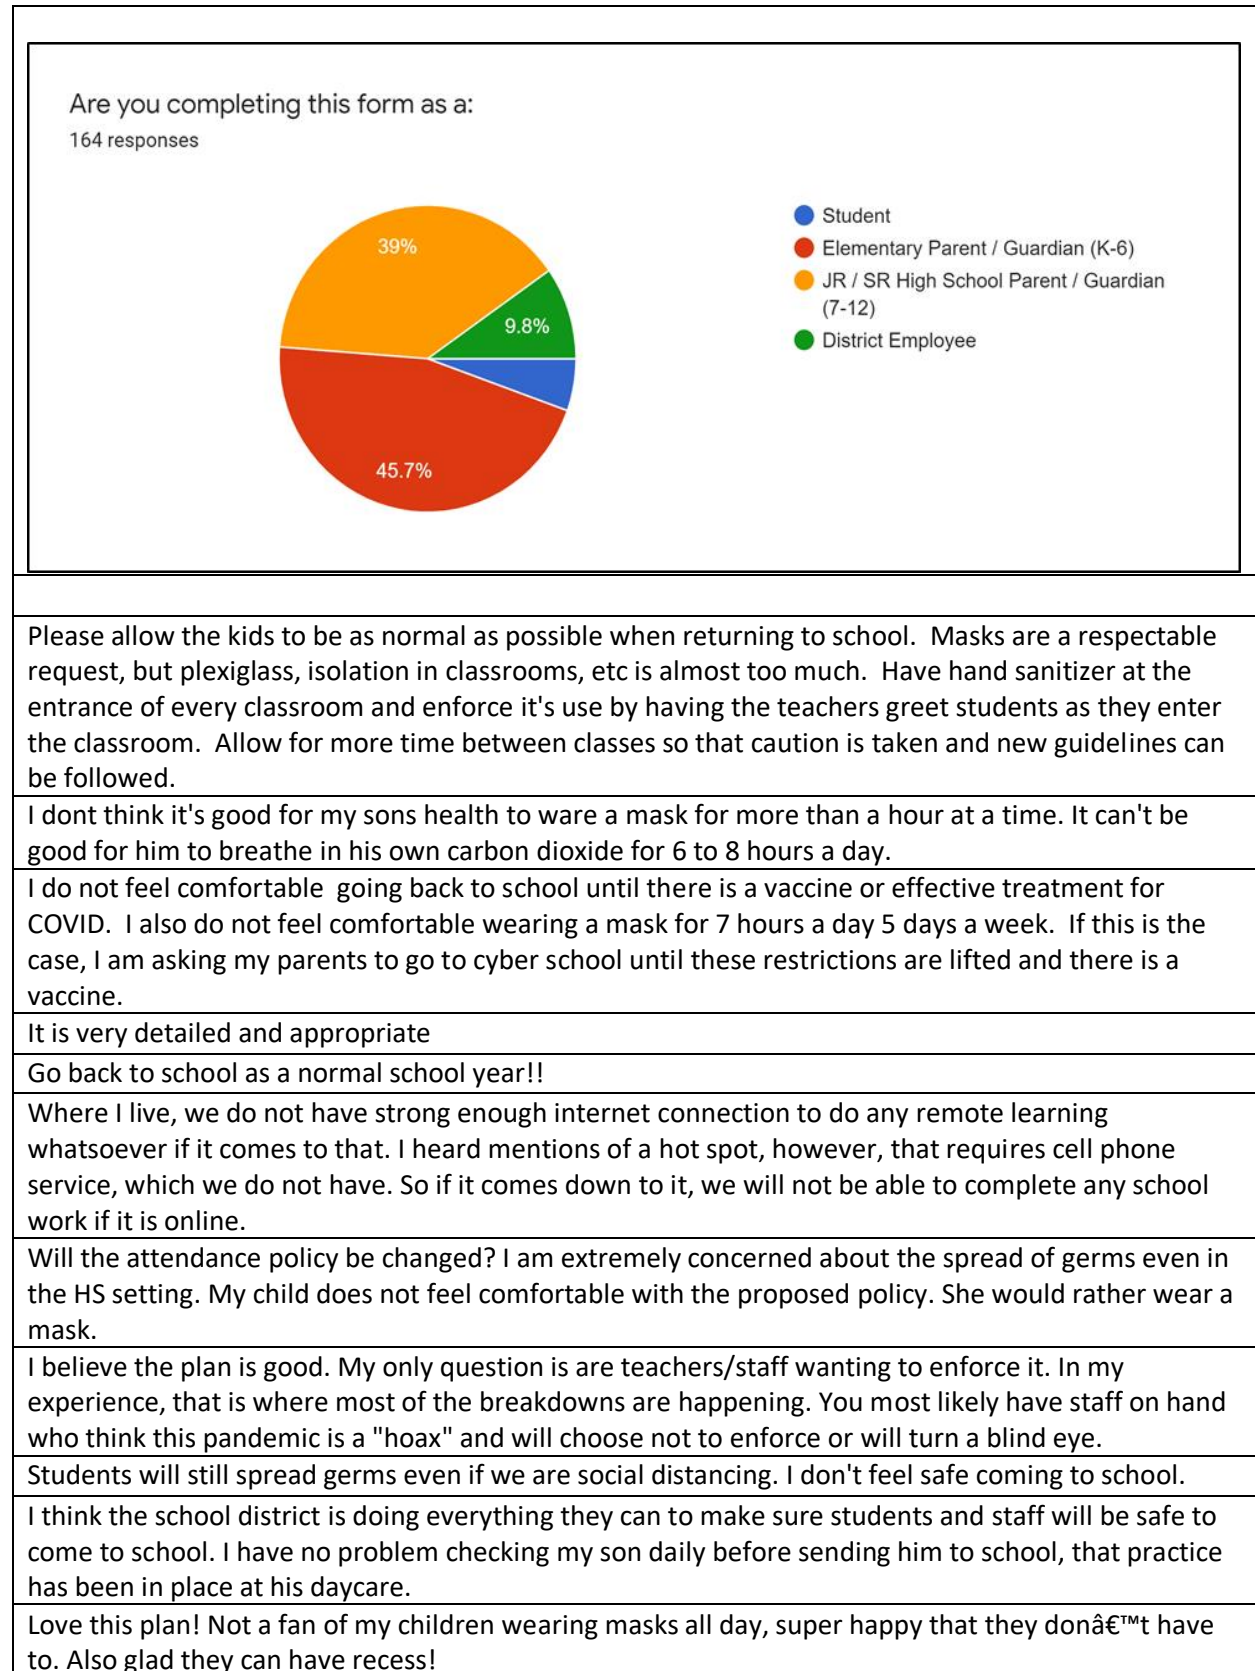 Are you completing this form as a:
164 responses
39%
9.8%
45.7%
Student
Elementary Parent / Guardian (K-6)
JR / SR High School Parent / Guardian
(7-12)
District Employee
Please allow the kids to be as normal as possible when returning to school.  Masks are a respectable
request, but plexiglass, isolation in classrooms, etc is almost too much.  Have hand sanitizer at the
entrance of every classroom and enforce it's use by having the teachers greet students as they enter
the classroom.  Allow for more time between classes so that caution is taken and new guidelines can
be followed.
I dont think it's good for my sons health to ware a mask for more than a hour at a time. It can't be
good for him to breathe in his own carbon dioxide for 6 to 8 hours a day.
I do not feel comfortable  going back to school until there is a vaccine or effective treatment for
COVID.  I also do not feel comfortable wearing a mask for 7 hours a day 5 days a week.  If this is the
case, I am asking my parents to go to cyber school until these restrictions are lifted and there is a
vaccine.
It is very detailed and appropriate
Go back to school as a normal school year!!
Where I live, we do not have strong enough internet connection to do any remote learning
whatsoever if it comes to that. I heard mentions of a hot spot, however, that requires cell phone
service, which we do not have. So if it comes down to it, we will not be able to complete any school
work if it is online.
Will the attendance policy be changed? I am extremely concerned about the spread of germs even in
the HS setting. My child does not feel comfortable with the proposed policy. She would rather wear a
mask.
I believe the plan is good. My only question is are teachers/staff wanting to enforce it. In my
experience, that is where most of the breakdowns are happening. You most likely have staff on hand
who think this pandemic is a "hoax" and will choose not to enforce or will turn a blind eye.
Students will still spread germs even if we are social distancing. I don't feel safe coming to school.
I think the school district is doing everything they can to make sure students and staff will be safe to
come to school. I have no problem checking my son daily before sending him to school, that practice
has been in place at his daycare.
Love this plan! Not a fan of my children wearing masks all day, super happy that they donâ€™t have
to. Also glad they can have recess!